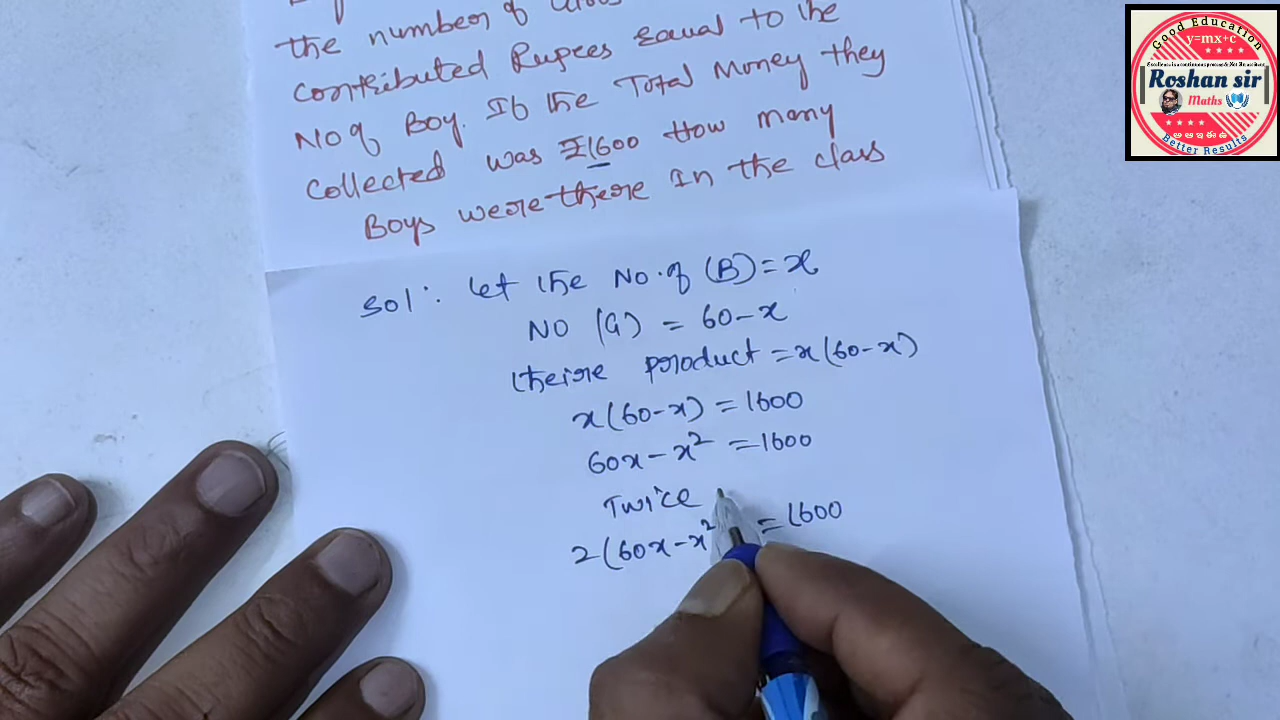 the number of
contributed Rupees Equal to the
No of Boy. If the Total Money they
collected was ₹1600 How many
Boys were there In the class
Sol: Let the No. of (B) = x
NO (G) = 60 - x
theire product = x(60-x)
x(60-x) = 1600
60x - x² = 1600
Twice
2(60x - x² = 1600
Good Education
y=mx+c
Roshan sir
Maths
Better Results